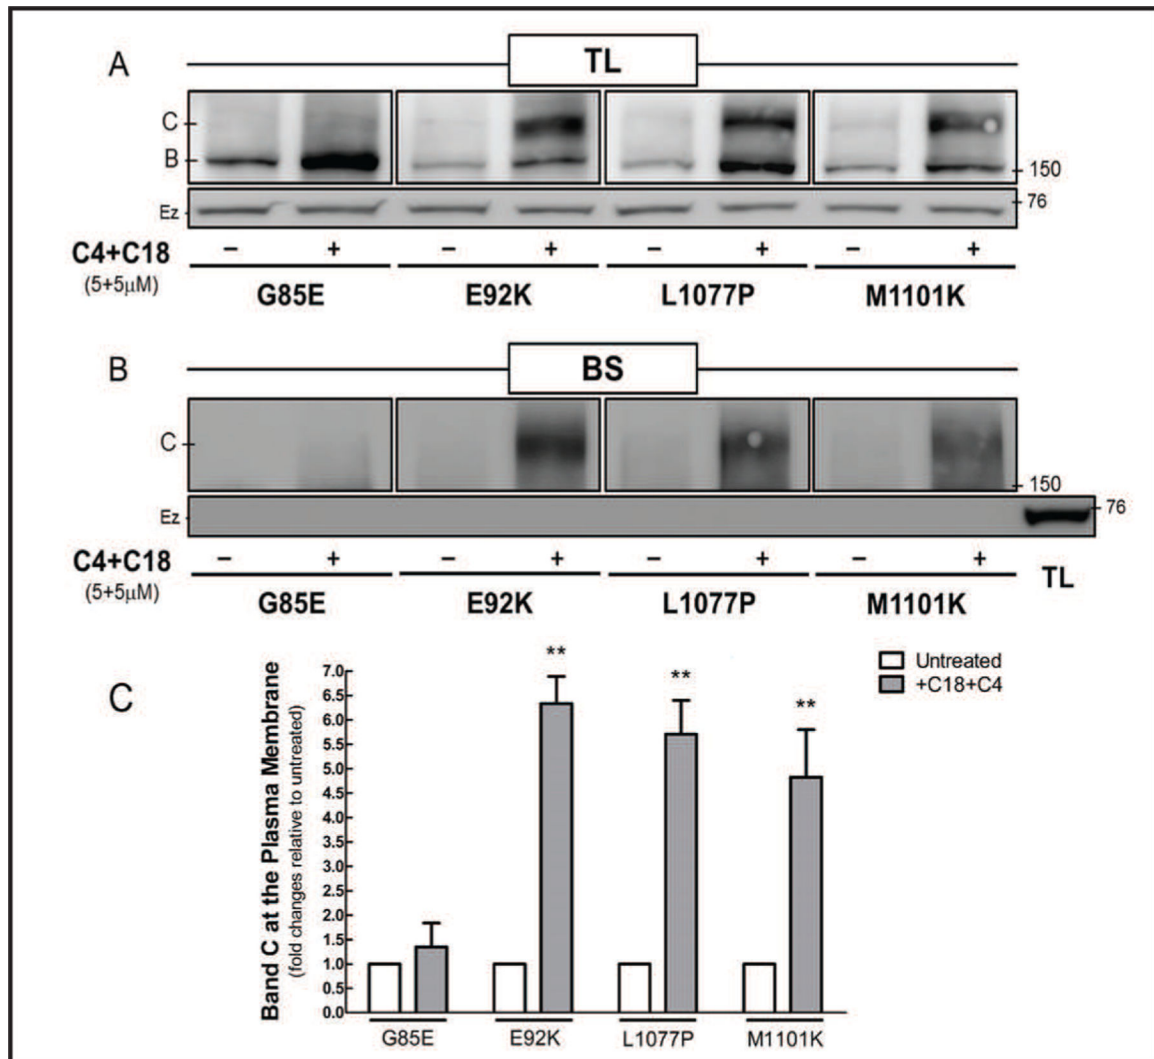 A
TL
C
B
150
76
Ez
C4+C18 – + – + – + – +
(5+5μM)
G85E E92K L1077P M1101K
B
BS
C
150
76
Ez
C4+C18 – + – + – + – +
(5+5μM)
TL
G85E E92K L1077P M1101K
C
Band C at the Plasma Membrane
(fold changes relative to untreated)
7.0
6.5
6.0
5.5
5.0
4.5
4.0
3.5
3.0
2.5
2.0
1.5
1.0
0.5
0.0
** ** **
Untreated
+C18+C4
G85E E92K L1077P M1101K